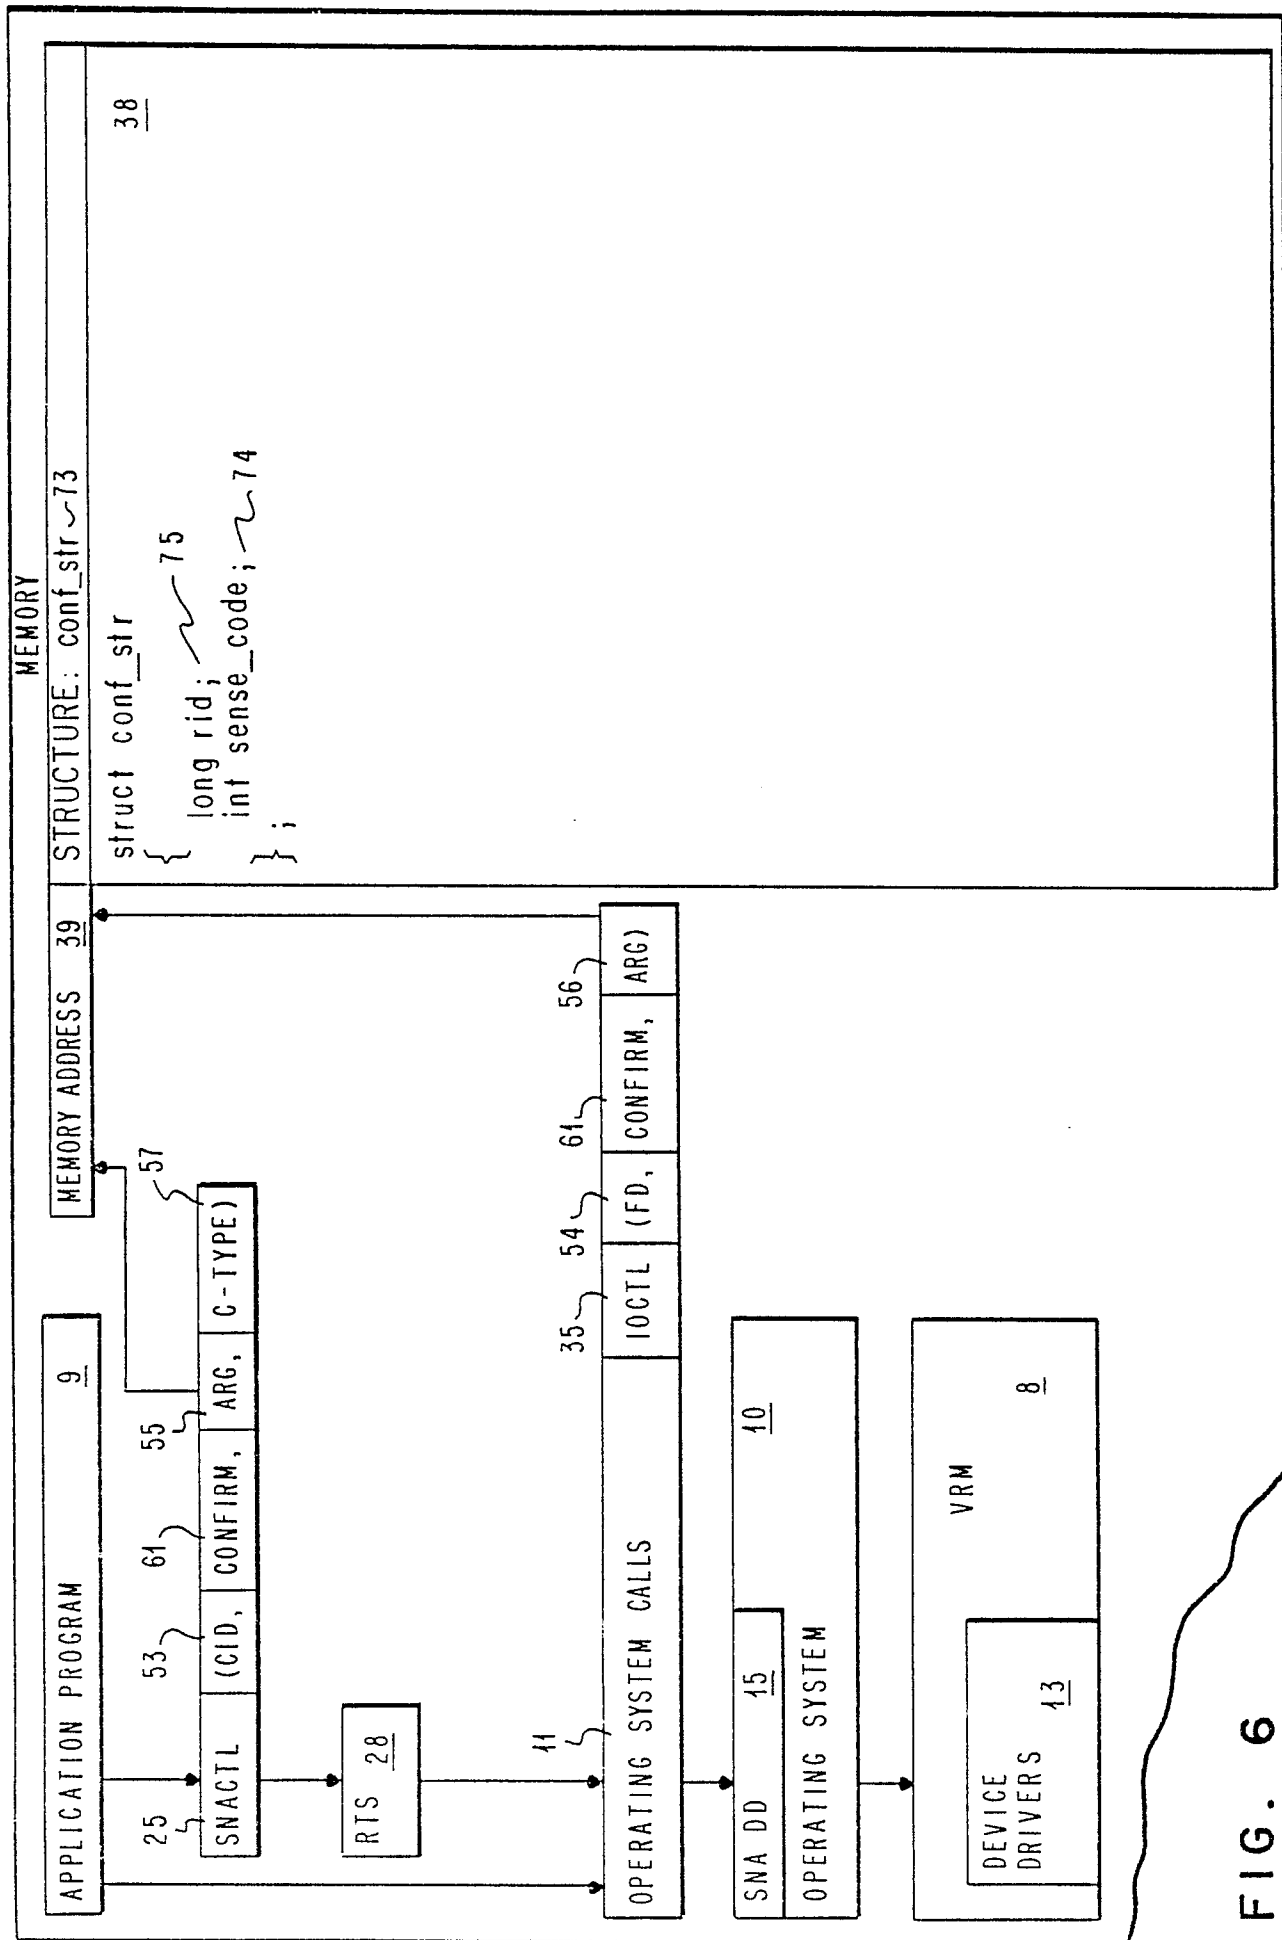 MEMORY
APPLICATION PROGRAM 9
MEMORY ADDRESS 39
STRUCTURE: conf_str 73
25 53 61 55 57
SNACTL (CID, CONFIRM, ARG, C-TYPE)
struct conf_str 38
{
long rid; 75
int sense_code; 74
};
RTS 28
11 35 54 61 56
OPERATING SYSTEM CALLS IOCTL (FD, CONFIRM, ARG)
SNA DD 15
10
OPERATING SYSTEM
VRM
8
DEVICE
DRIVERS 13
FIG. 6